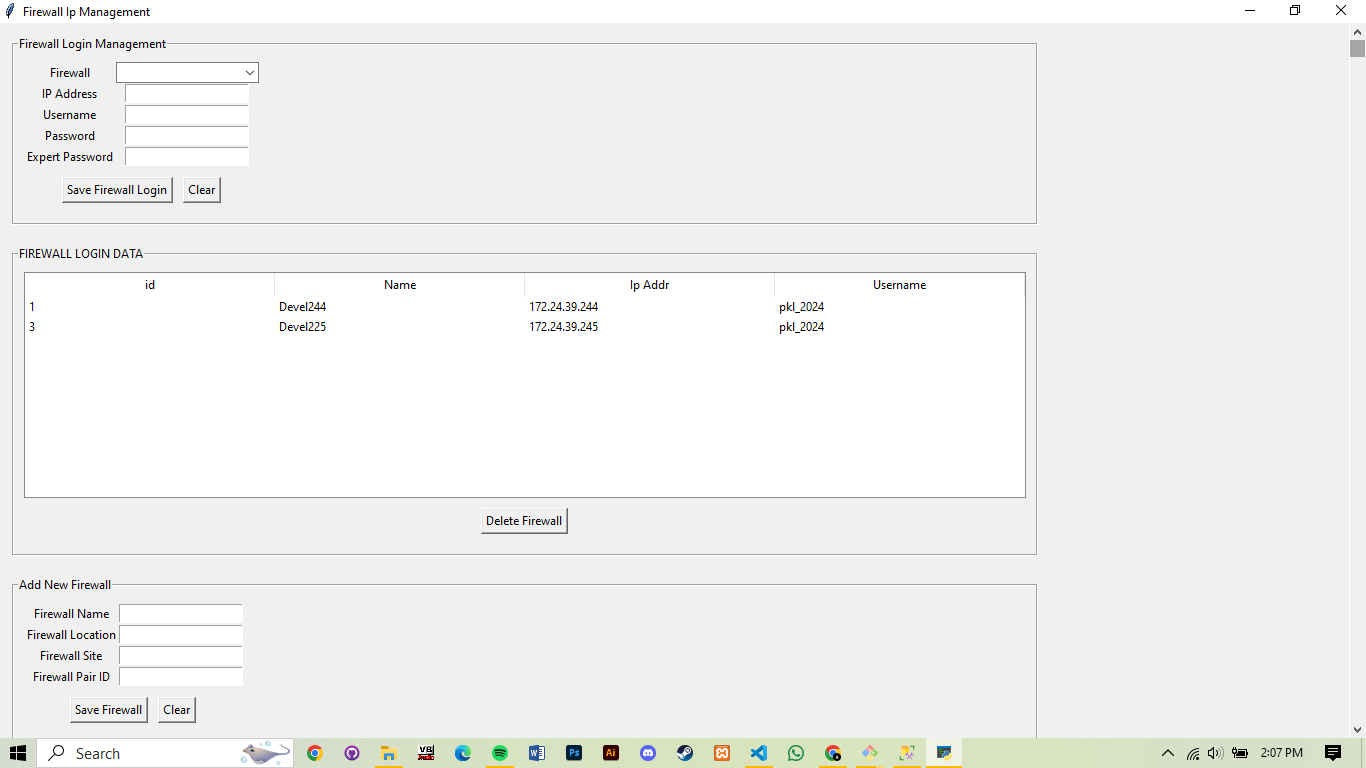 Firewall Ip Management
Firewall Login Management
Firewall
IP Address
Username
Password
Expert Password
Save Firewall Login Clear
FIREWALL LOGIN DATA
id Name Ip Addr Username
1 Devel244 172.24.39.244 pkl_2024
3 Devel225 172.24.39.245 pkl_2024
Delete Firewall
Add New Firewall
Firewall Name
Firewall Location
Firewall Site
Firewall Pair ID
Save Firewall Clear
Search VB Ps Ai 2:07 PM